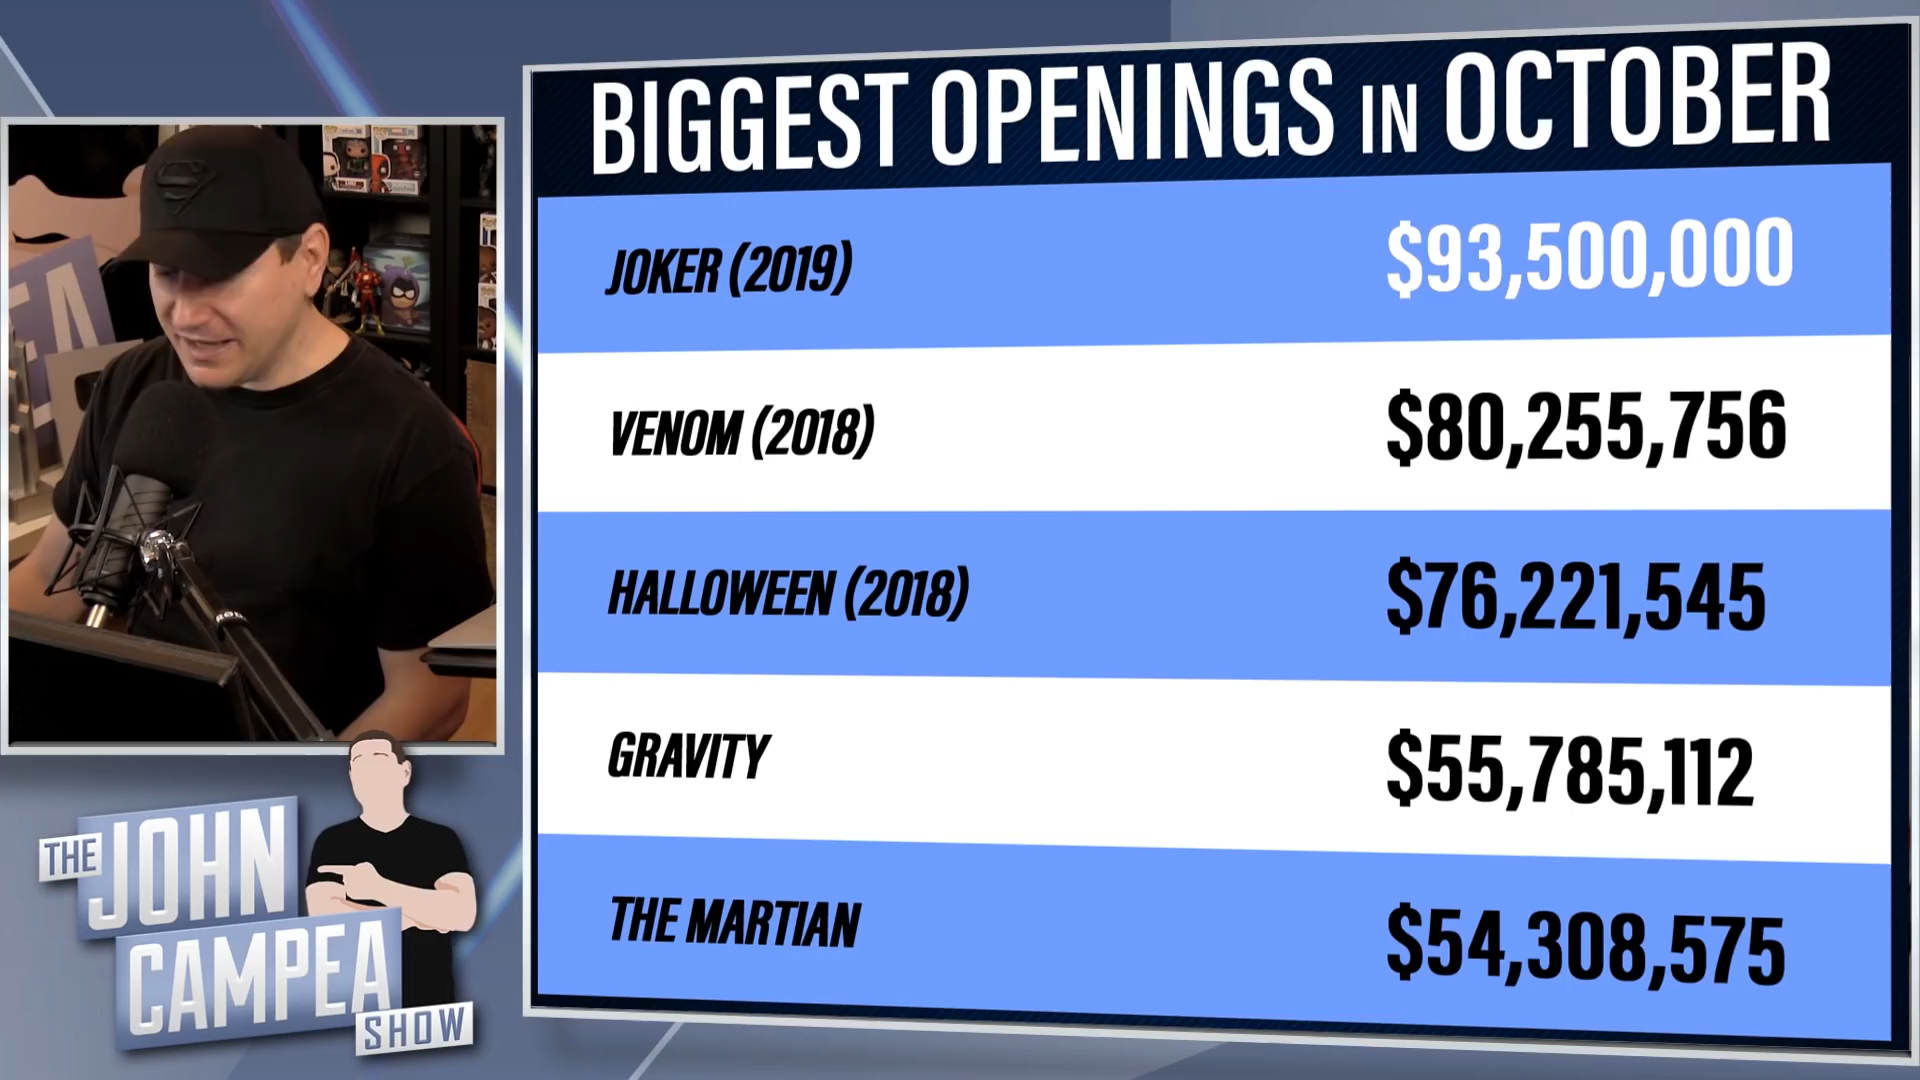 BIGGEST OPENINGS IN OCTOBER
JOKER (2019) $93,500,000
VENOM (2018) $80,255,756
HALLOWEEN (2018) $76,221,545
GRAVITY $55,785,112
THE MARTIAN $54,308,575
THE
JOHN
CAMPEA
SHOW